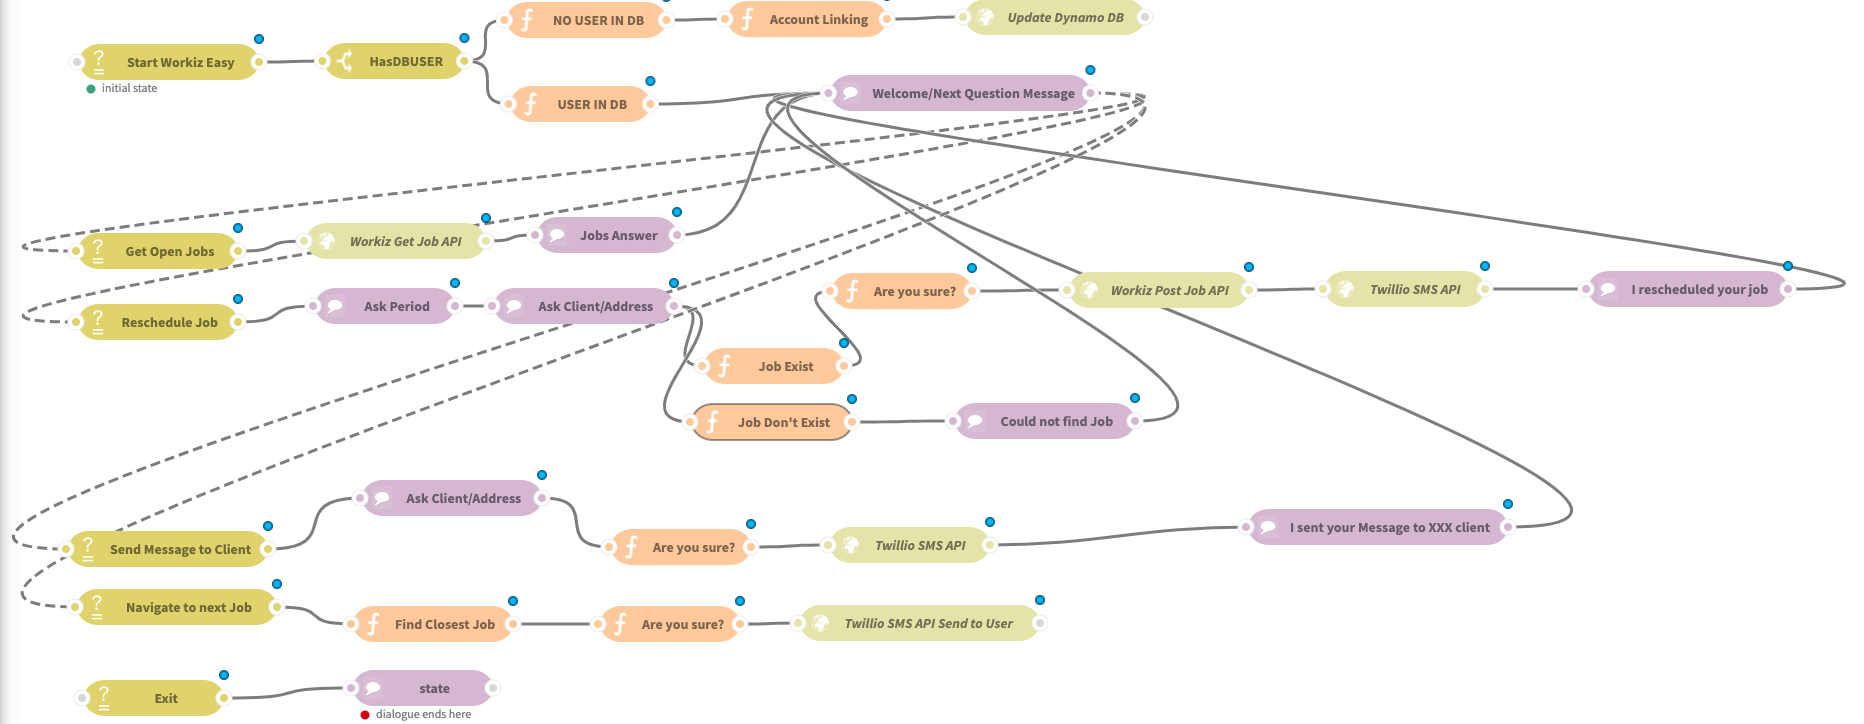 NO USER IN DB
Account Linking
Update Dynamo DB
Start Workiz Easy
HasDBUSER
initial state
USER IN DB
Welcome/Next Question Message
Get Open Jobs
Workiz Get Job API
Jobs Answer
Reschedule Job
Ask Period
Ask Client/Address
Are you sure?
Workiz Post Job API
Twillio SMS API
I rescheduled your job
Job Exist
Job Don't Exist
Could not find Job
Send Message to Client
Ask Client/Address
Are you sure?
Twillio SMS API
I sent your Message to XXX client
Navigate to next Job
Find Closest Job
Are you sure?
Twillio SMS API Send to User
Exit
state
dialogue ends here